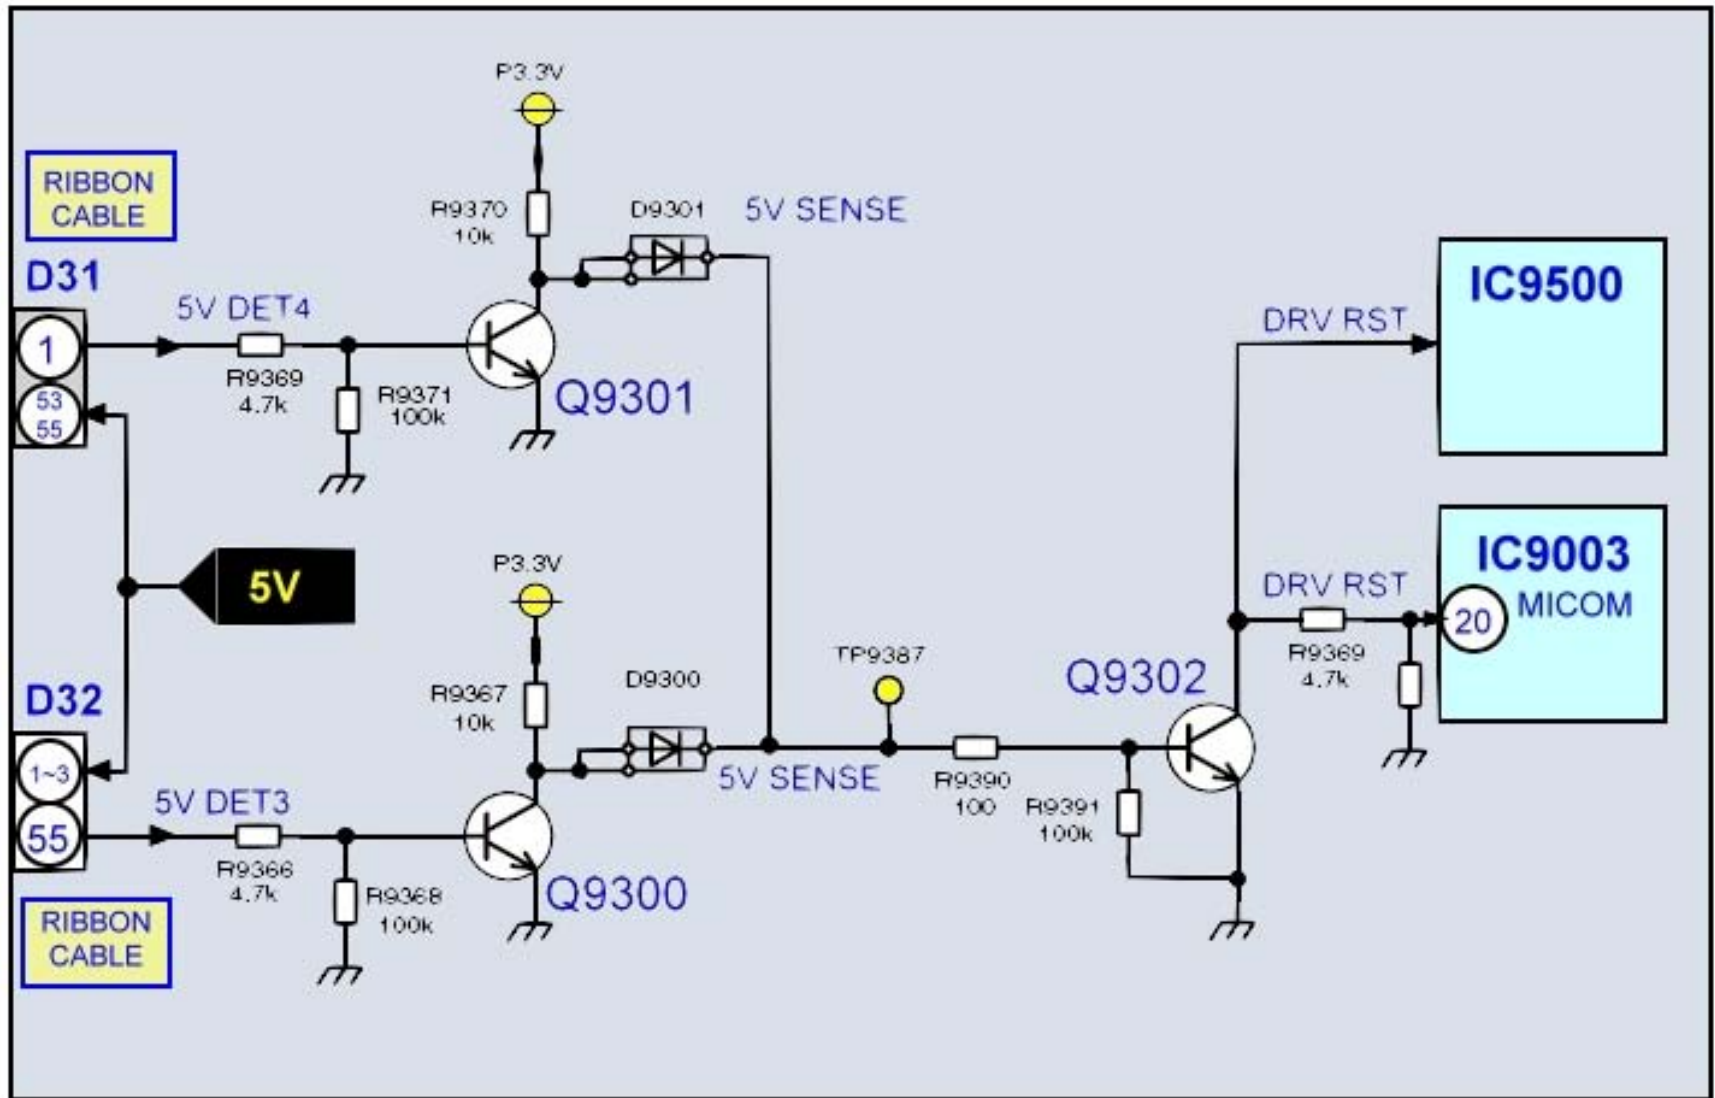 P3.3V
RIBBON
CABLE
R9370
10k
D9301
5V SENSE
D31
5V DET4
1
53
55
R9369
4.7k
R9371
100k
Q9301
DRV RST
IC9500
5V
P3.3V
R9367
10k
D9300
TP9387
Q9302
DRV RST
R9369
4.7k
IC9003
MICOM
20
D32
1~3
55
5V DET3
R9366
4.7k
R9368
100k
Q9300
5V SENSE
R9390
100
R9391
100k
RIBBON
CABLE